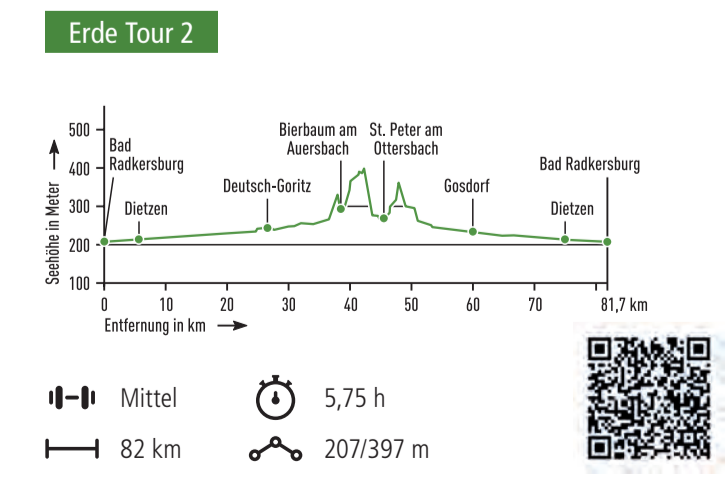 Erde Tour 2
Seehöhe in Meter
500
400
300
200
100
Bad
Radkersburg
Dietzen
Deutsch-Goritz
Bierbaum am
Auersbach
St. Peter am
Ottersbach
Gosdorf
Bad Radkersburg
Dietzen
0 10 20 30 40 50 60 70 81,7 km
Entfernung in km
Mittel
5,75 h
82 km
207/397 m